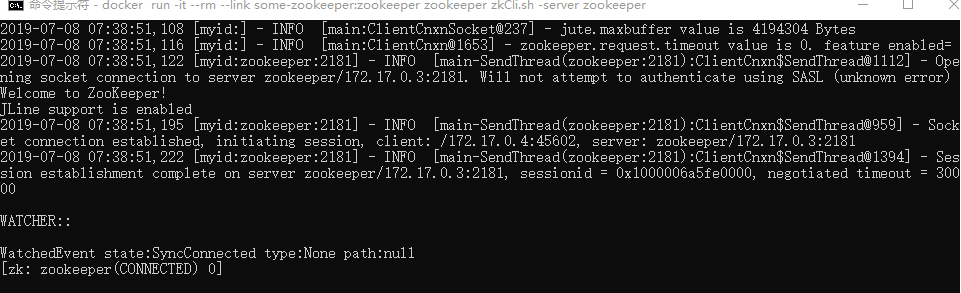 命令提示符 - docker  run -it --rm --link some-zookeeper:zookeeper zookeeper zkCli.sh -server zookeeper
2019-07-08 07:38:51,108 [myid:] - INFO  [main:ClientCnxnSocket@237] - jute.maxbuffer value is 4194304 Bytes
2019-07-08 07:38:51,116 [myid:] - INFO  [main:ClientCnxn@1653] - zookeeper.request.timeout value is 0. feature enabled=
2019-07-08 07:38:51,122 [myid:zookeeper:2181] - INFO  [main-SendThread(zookeeper:2181):ClientCnxn$SendThread@1112] - Ope
ning socket connection to server zookeeper/172.17.0.3:2181. Will not attempt to authenticate using SASL (unknown error)
Welcome to ZooKeeper!
JLine support is enabled
2019-07-08 07:38:51,195 [myid:zookeeper:2181] - INFO  [main-SendThread(zookeeper:2181):ClientCnxn$SendThread@959] - Sock
et connection established, initiating session, client: /172.17.0.4:45602, server: zookeeper/172.17.0.3:2181
2019-07-08 07:38:51,222 [myid:zookeeper:2181] - INFO  [main-SendThread(zookeeper:2181):ClientCnxn$SendThread@1394] - Ses
sion establishment complete on server zookeeper/172.17.0.3:2181, sessionid = 0x1000006a5fe0000, negotiated timeout = 300
00
WATCHER::
WatchedEvent state:SyncConnected type:None path:null
[zk: zookeeper(CONNECTED) 0]